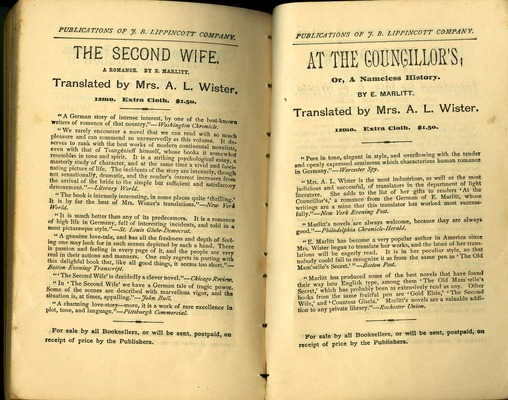 PUBLICATIONS OF J. B. LIPPINCOTT COMPANY.
THE SECOND WIFE.
A ROMANCE. BY E. MARLITT.
Translated by Mrs. A. L. Wister.
12mo. Extra Cloth. $1.50.
"A German story of intense interest, by one of the best-known
writers of romance of that country."—Washington Chronicle.
"We rarely encounter a novel that we can read with so much
pleasure and can commend so unreservedly as this volume. It de-
serves to rank with the best works of modern continental novelists,
even with that of Tourgénieff himself, whose books it somewhat
resembles in tone and spirit. It is a striking psychological essay, a
masterly study of character, and at the same time a vivid and fasci-
nating picture of life. The incidents of the story are intensely, though
not sensationally, dramatic, and the reader's interest increases from
the arrival of the bride to the simple but sufficient and satisfactory
denouement."—Literary World.
"The book is intensely interesting, in some places quite 'thrilling.'
It is by far the best of Mrs. Wister's translations."—New York
World.
"It is much better than any of its predecessors. It is a romance
of high life in Germany, full of interesting incidents, and told in a
most picturesque style."—St. Louis Globe-Democrat.
"A genuine love-tale, and has all the freshness and depth of feel-
ing one may look for in such scenes depicted by such a hand. There
is passion and feeling in every page of it, and the people are very
real in their actions and manners. One only regrets in parting with
this delightful book that, like all good things, it seems too short."—
Boston Evening Transcript.
"'The Second Wife' is decidedly a clever novel."—Chicago Review.
"In 'The Second Wife' we have a German tale of tragic power.
Some of the scenes are described with marvellous vigor, and the
situation is, at times, appalling."—John Bull.
"A charming love-story—more, it is a work of rare excellence in
plot, tone, and language."—Pittsburgh Commercial.
For sale by all Booksellers, or will be sent, postpaid, on
receipt of price by the Publishers.
PUBLICATIONS OF J. B. LIPPINCOTT COMPANY.
AT THE COUNCILLOR'S;
Or, A Nameless History.
BY E. MARLITT.
Translated by Mrs. A. L. Wister.
12mo. Extra Cloth. $1.50.
"Pure in tone, elegant in style, and overflowing with the tender
and openly expressed sentiment which characterizes human romance
in Germany."—Worcester Spy.
"Mrs. A. L. Wister is the most industrious, as well as the most
judicious and successful, of translators in the department of light
literature. She adds to the list of her gifts to readers 'At the
Councillor's,' a romance from the German of E. Marlitt, whose
writings are a mine that this translator has worked most success-
fully."—New York Evening Post.
"Marlitt's novels are always welcome, because they are always
good."—Philadelphia Chronicle-Herald.
"E. Marlitt has become a very popular author in America since
Mrs. Wister began to translate her works, and the latest of her trans-
lations will be eagerly read. It is in her peculiar style, so that
nobody could fail to recognize it as from the same pen as 'The Old
Mam'selle's Secret.'"—Boston Post.
"Marlitt has produced some of the best novels that have found
their way into English type, among them 'The Old Mam'selle's
Secret,' which has probably been as extensively read as any. Other
books from the same fruitful pen are 'Gold Elsie,' 'The Second
Wife,' and 'Countess Gisela.' Marlitt's novels are a valuable addi-
tion to any private library."—Rochester Union.
For sale by all Booksellers, or will be sent, postpaid, on
receipt of price by the Publishers.